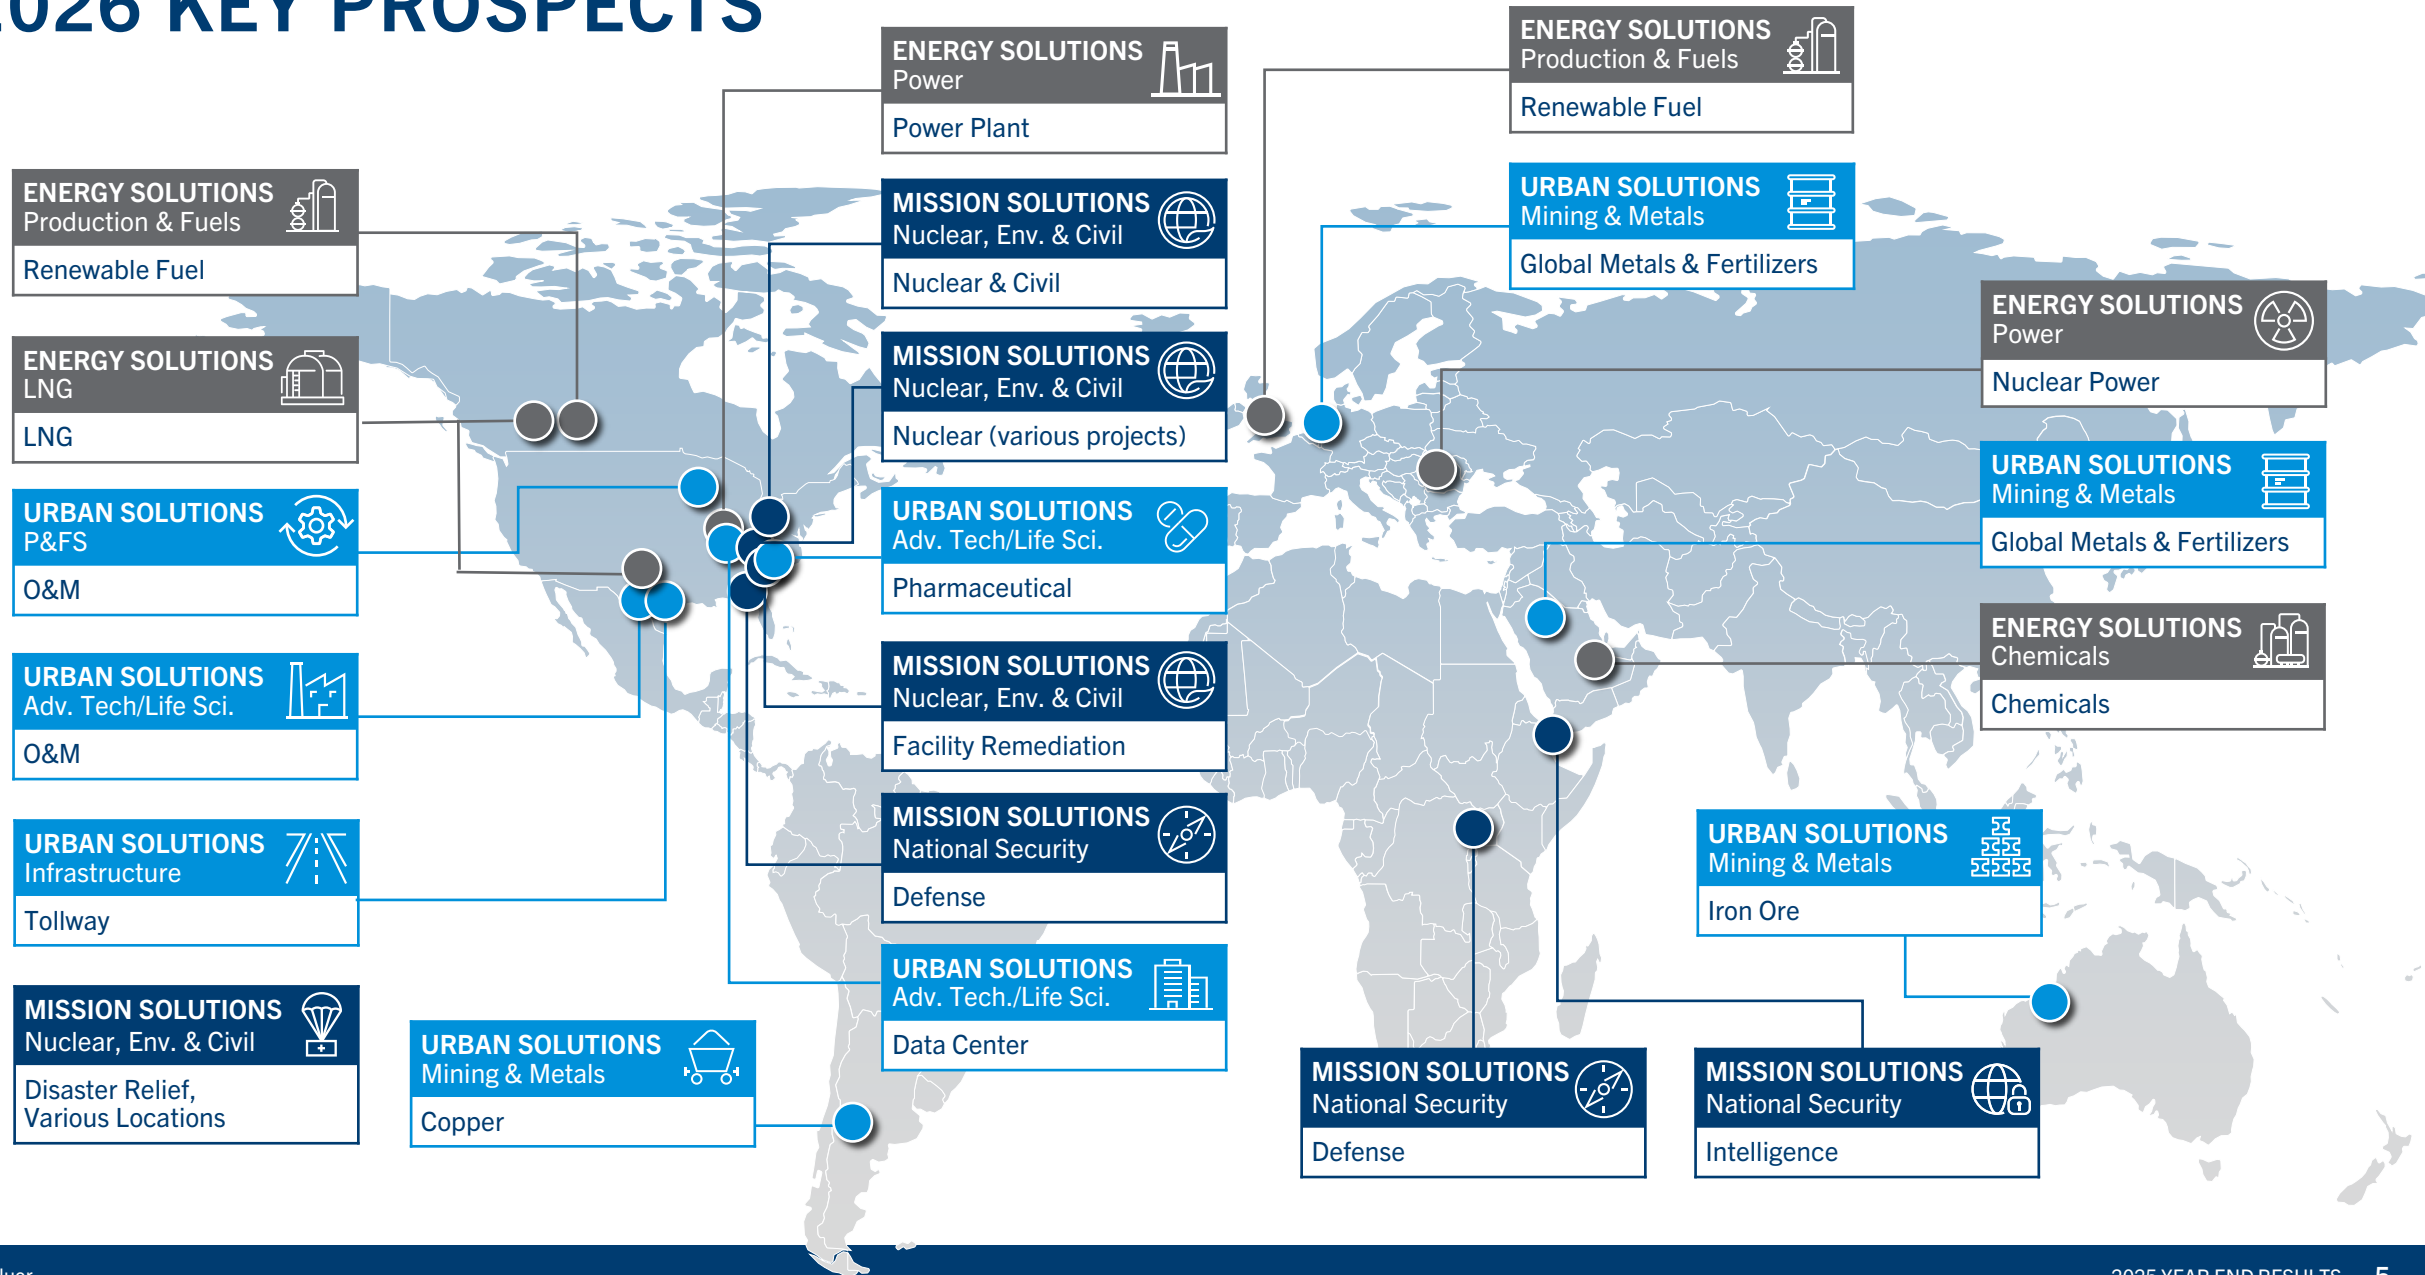 2026 KEY PROSPECTS
ENERGY SOLUTIONS
Production & Fuels
Renewable Fuel
ENERGY SOLUTIONS
LNG
LNG
URBAN SOLUTIONS
P&FS
O&M
URBAN SOLUTIONS
Adv. Tech/Life Sci.
O&M
URBAN SOLUTIONS
Infrastructure
Tollway
MISSION SOLUTIONS
Nuclear, Env. & Civil
Disaster Relief,
Various Locations
URBAN SOLUTIONS
Mining & Metals
Copper
ENERGY SOLUTIONS
Power
Power Plant
MISSION SOLUTIONS
Nuclear, Env. & Civil
Nuclear & Civil
MISSION SOLUTIONS
Nuclear, Env. & Civil
Nuclear (various projects)
URBAN SOLUTIONS
Adv. Tech/Life Sci.
Pharmaceutical
MISSION SOLUTIONS
Nuclear, Env. & Civil
Facility Remediation
MISSION SOLUTIONS
National Security
Defense
URBAN SOLUTIONS
Adv. Tech./Life Sci.
Data Center
ENERGY SOLUTIONS
Production & Fuels
Renewable Fuel
URBAN SOLUTIONS
Mining & Metals
Global Metals & Fertilizers
ENERGY SOLUTIONS
Power
Nuclear Power
URBAN SOLUTIONS
Mining & Metals
Global Metals & Fertilizers
ENERGY SOLUTIONS
Chemicals
Chemicals
URBAN SOLUTIONS
Mining & Metals
Iron Ore
MISSION SOLUTIONS
National Security
Defense
MISSION SOLUTIONS
National Security
Intelligence
2025 YEAR END RESULTS 5